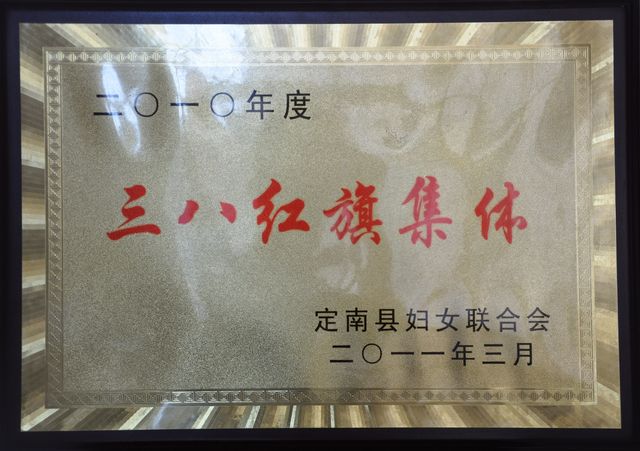 二〇一〇年度
三八红旗集体
定南县妇女联合会
二〇一一年三月